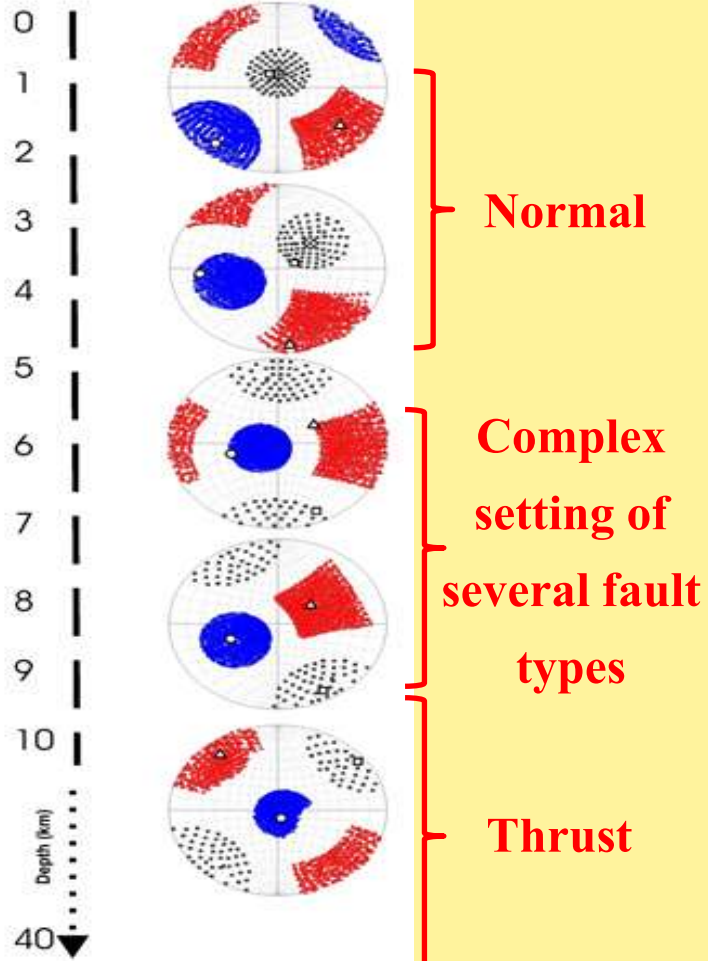 0
1
2
3
4
5
6
7
8
9
10
Depth (km)
40
Normal
Complex
setting of
several fault
types
Thrust